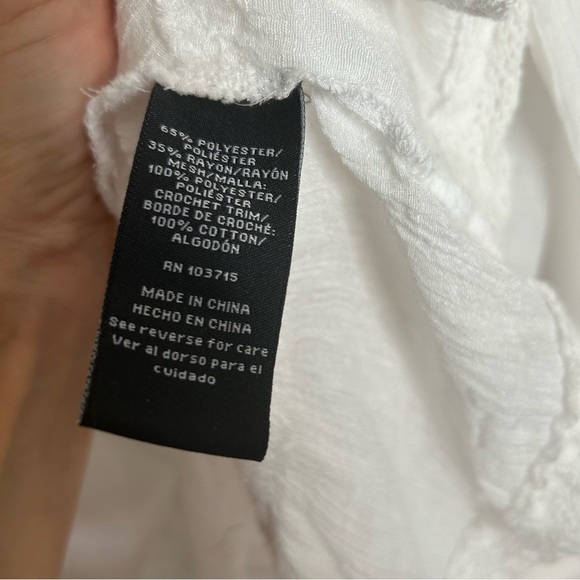 65% POLYESTER/
POLIÉSTER
35% RAYON/RAYÓN
MESH/MALLA:
100% POLYESTER/
POLIÉSTER
CROCHET TRIM/
BORDE DE CROCHÉ:
100% COTTON/
ALGODÓN
RN 103715
MADE IN CHINA
HECHO EN CHINA
See reverse for care
Ver al dorso para el
cuidado